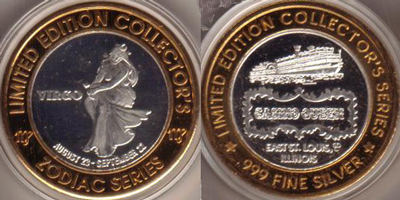 LIMITED EDITION COLLECTOR'S
VIRGO
AUGUST 23 - SEPTEMBER 22
ZODIAC SERIES
LIMITED EDITION COLLECTOR'S SERIES
CASINO QUEEN
EAST ST. LOUIS,
ILLINOIS
.999 FINE SILVER